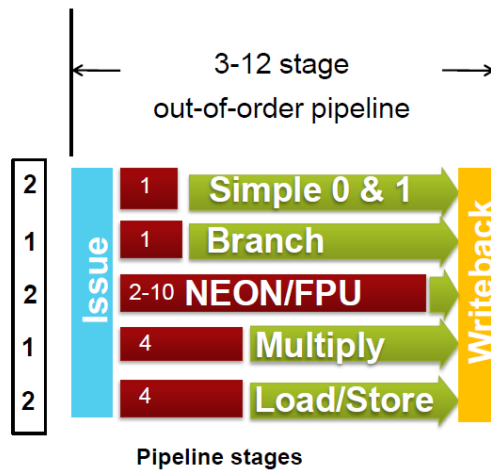 3-12 stage
out-of-order pipeline
2
1
2
1
2
Issue
1 Simple 0 & 1
1 Branch
2-10 NEON/FPU
4 Multiply
4 Load/Store
Writeback
Pipeline stages